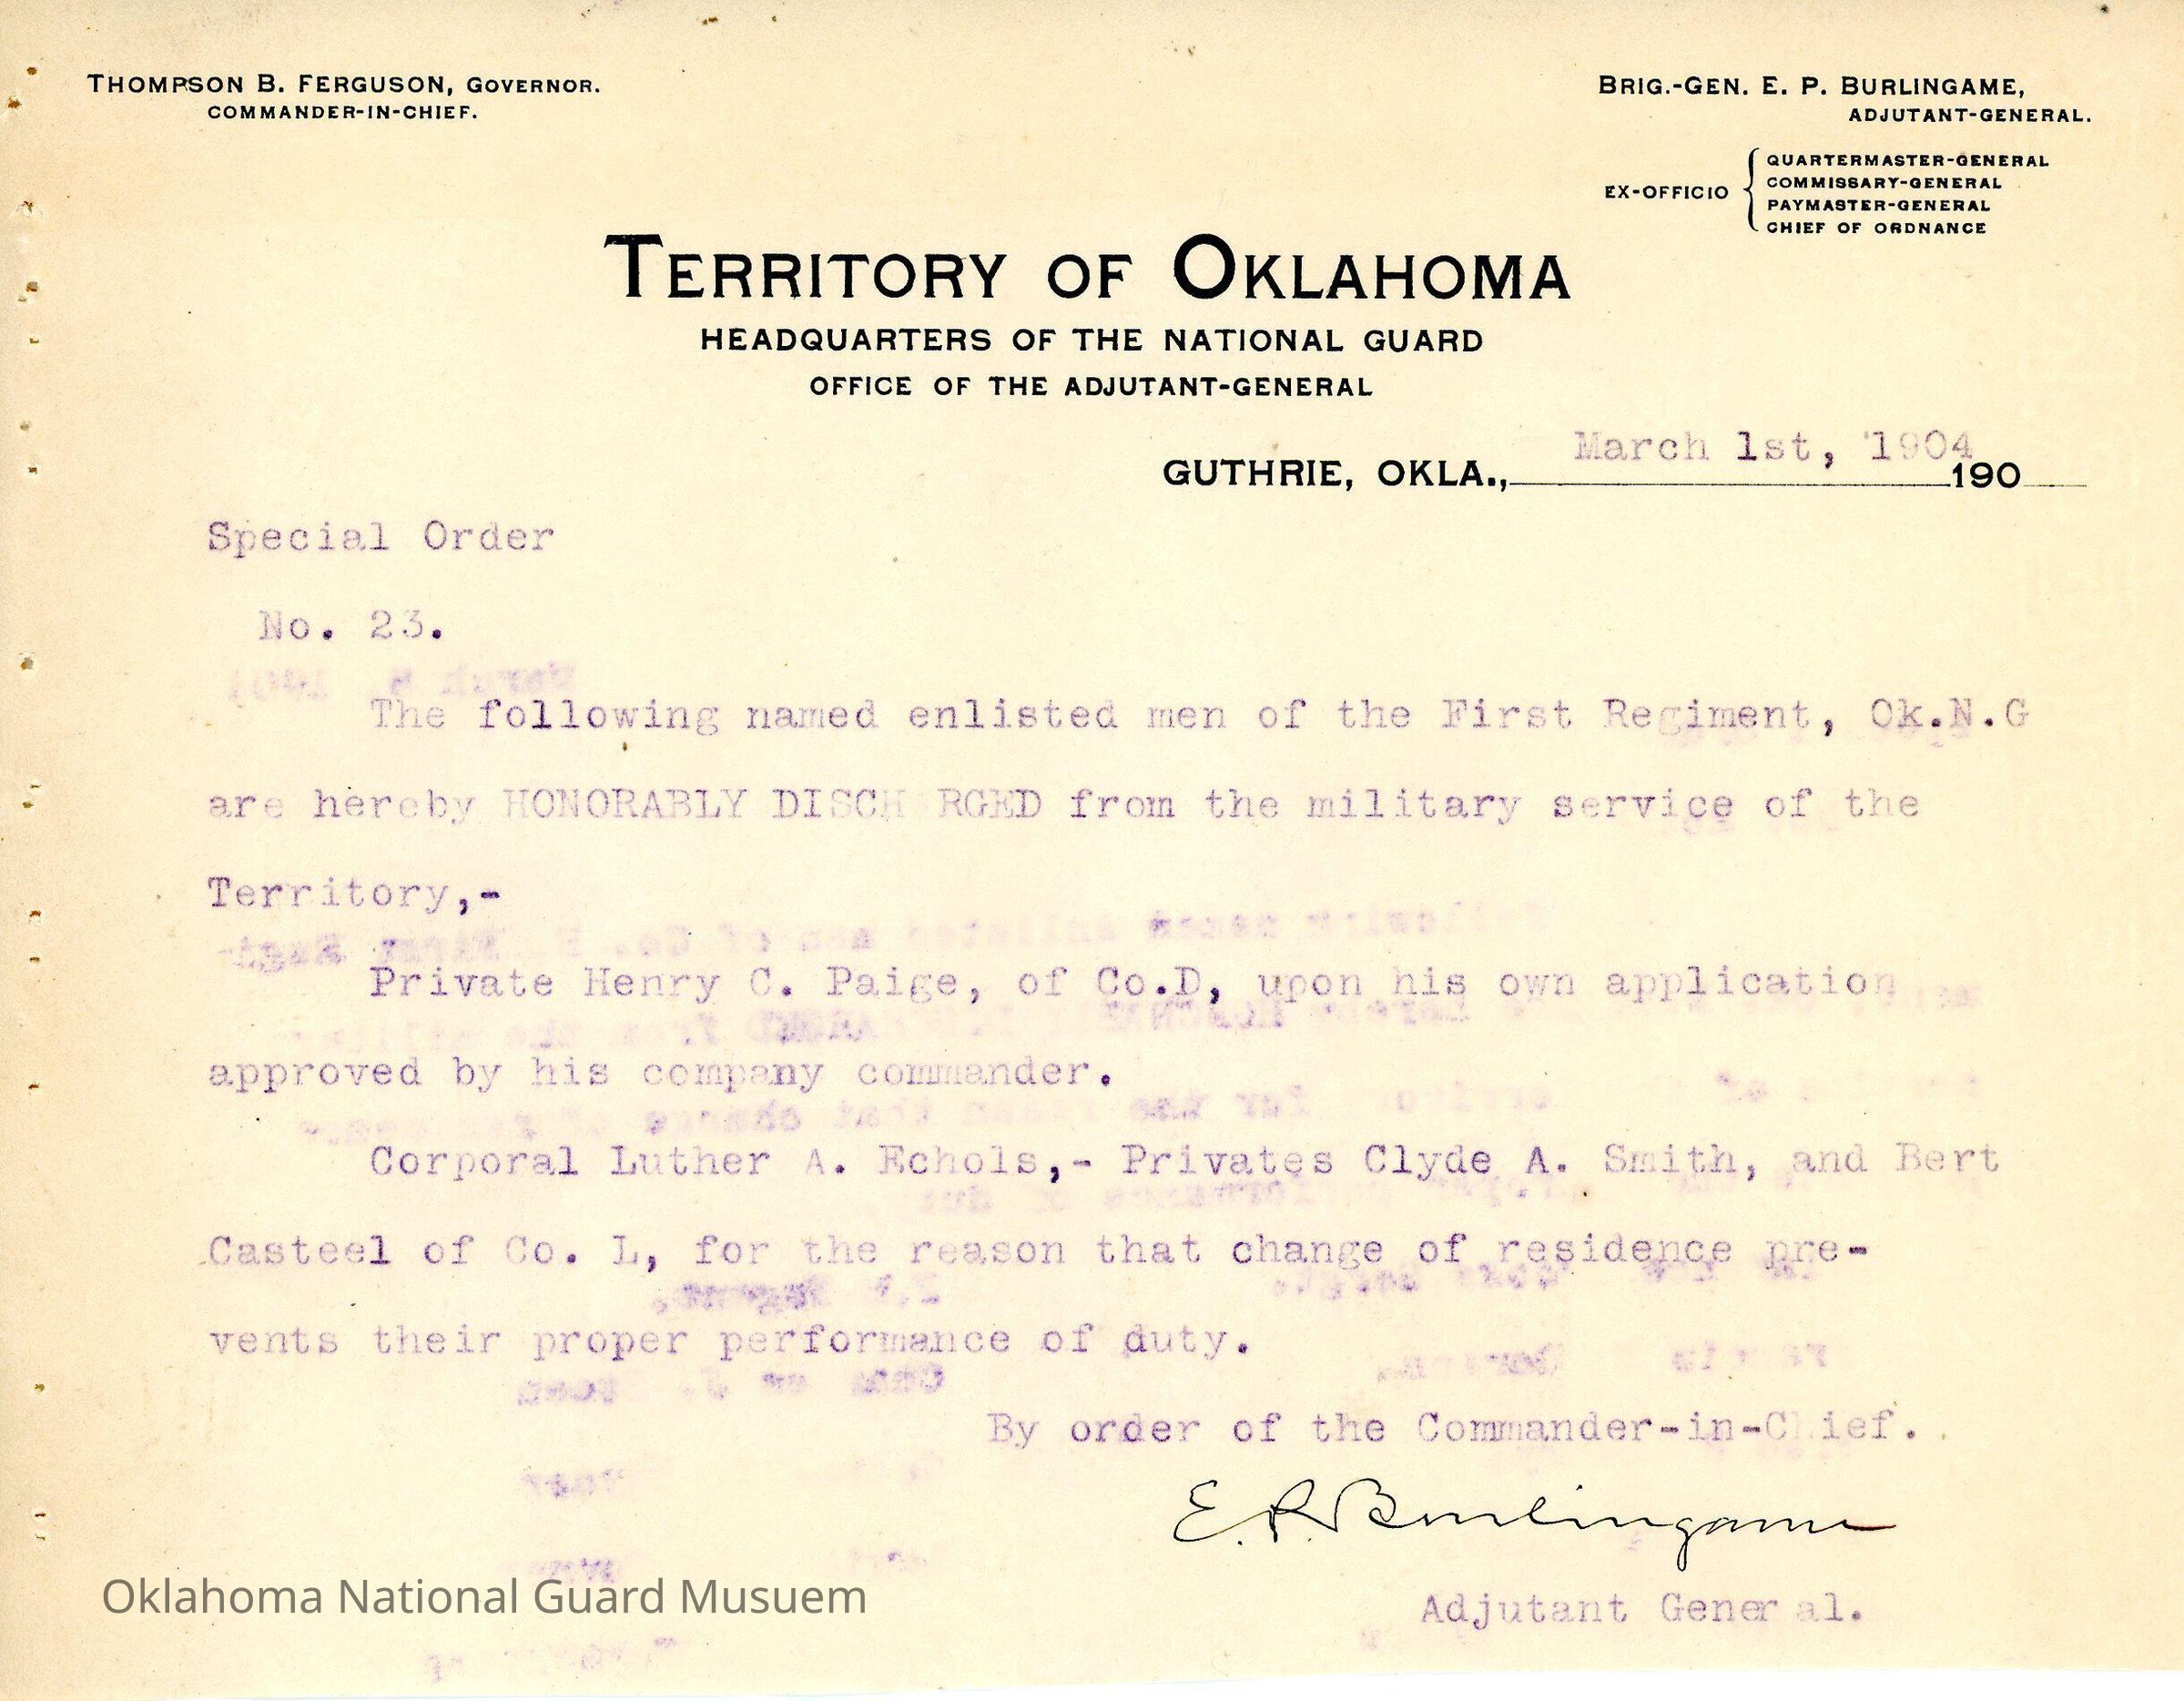 THOMPSON B. FERGUSON, GOVERNOR.
COMMANDER-IN-CHIEF.
BRIG.-GEN. E. P. BURLINGAME,
ADJUTANT-GENERAL.
EX-OFFICIO
QUARTERMASTER-GENERAL
COMMISSARY-GENERAL
PAYMASTER-GENERAL
CHIEF OF ORDNANCE
TERRITORY OF OKLAHOMA
HEADQUARTERS OF THE NATIONAL GUARD
OFFICE OF THE ADJUTANT-GENERAL
March 1st, '1904
GUTHRIE, OKLA., 190
Special Order
No. 23.
The following named enlisted men of the First Regiment, Ok.N.G
are hereby HONORABLY DISCH RGED from the military service of the
Territory,-
Private Henry C. Paige, of Co.D, upon his own application
approved by his company commander.
Corporal Luther A. Echols,- Privates Clyde A. Smith, and Bert
Casteel of Co. L, for the reason that change of residence pre-
vents their proper performance of duty.
By order of the Commander-in-Chief.
E. P. Burlingame
Adjutant General.
Oklahoma National Guard Musuem